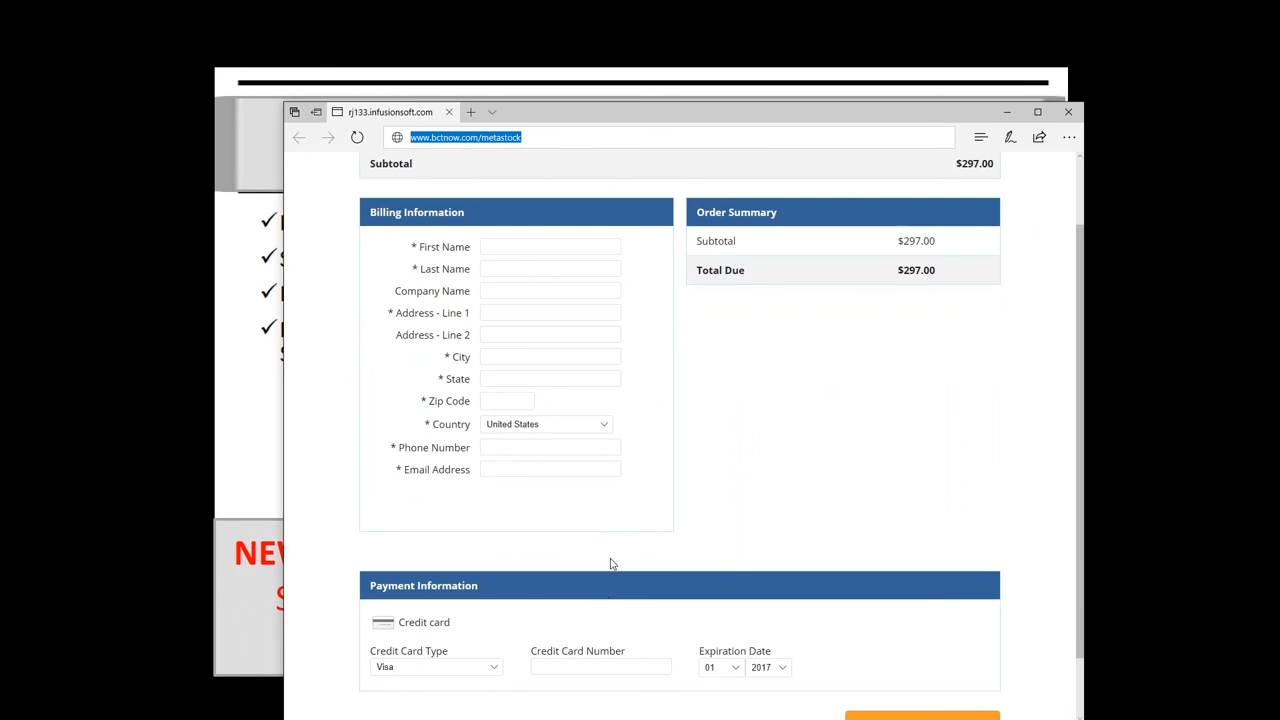 rj133.infusionsoft.com
www.bctnow.com/metastock
Subtotal $297.00
Billing Information
* First Name
* Last Name
Company Name
* Address - Line 1
Address - Line 2
* City
* State
* Zip Code
* Country United States
* Phone Number
* Email Address
Order Summary
Subtotal $297.00
Total Due $297.00
Payment Information
Credit card
Credit Card Type Credit Card Number Expiration Date
Visa 01 2017